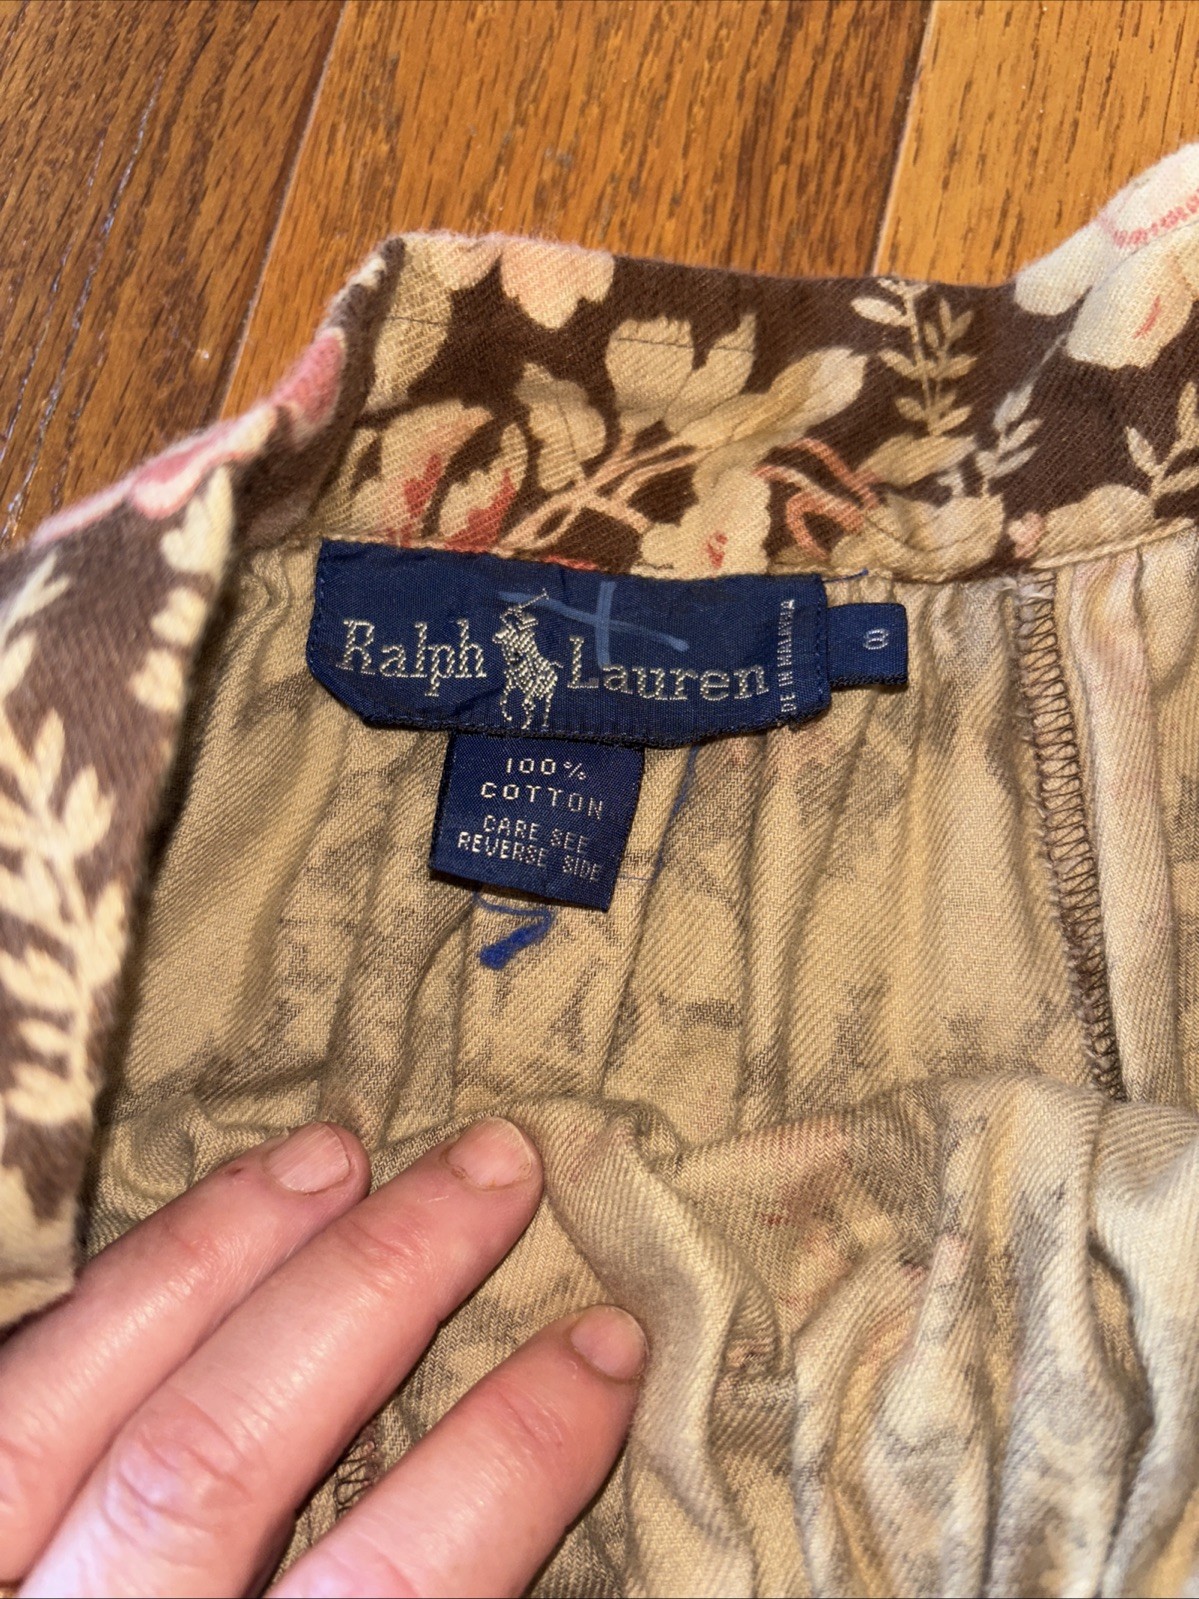 Ralph Lauren
DE IN MALAYSIA
8
100%
COTTON
CARE SEE
REVERSE SIDE